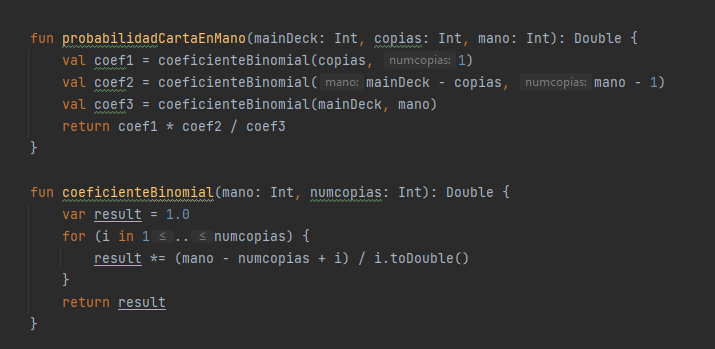 fun probabilidadCartaEnMano(mainDeck: Int, copias: Int, mano: Int): Double {
val coef1 = coeficienteBinomial(copias, numcopias: 1)
val coef2 = coeficienteBinomial( mano: mainDeck - copias, numcopias: mano - 1)
val coef3 = coeficienteBinomial(mainDeck, mano)
return coef1 * coef2 / coef3
}
fun coeficienteBinomial(mano: Int, numcopias: Int): Double {
var result = 1.0
for (i in 1 ≤ .. ≤ numcopias) {
result *= (mano - numcopias + i) / i.toDouble()
}
return result
}